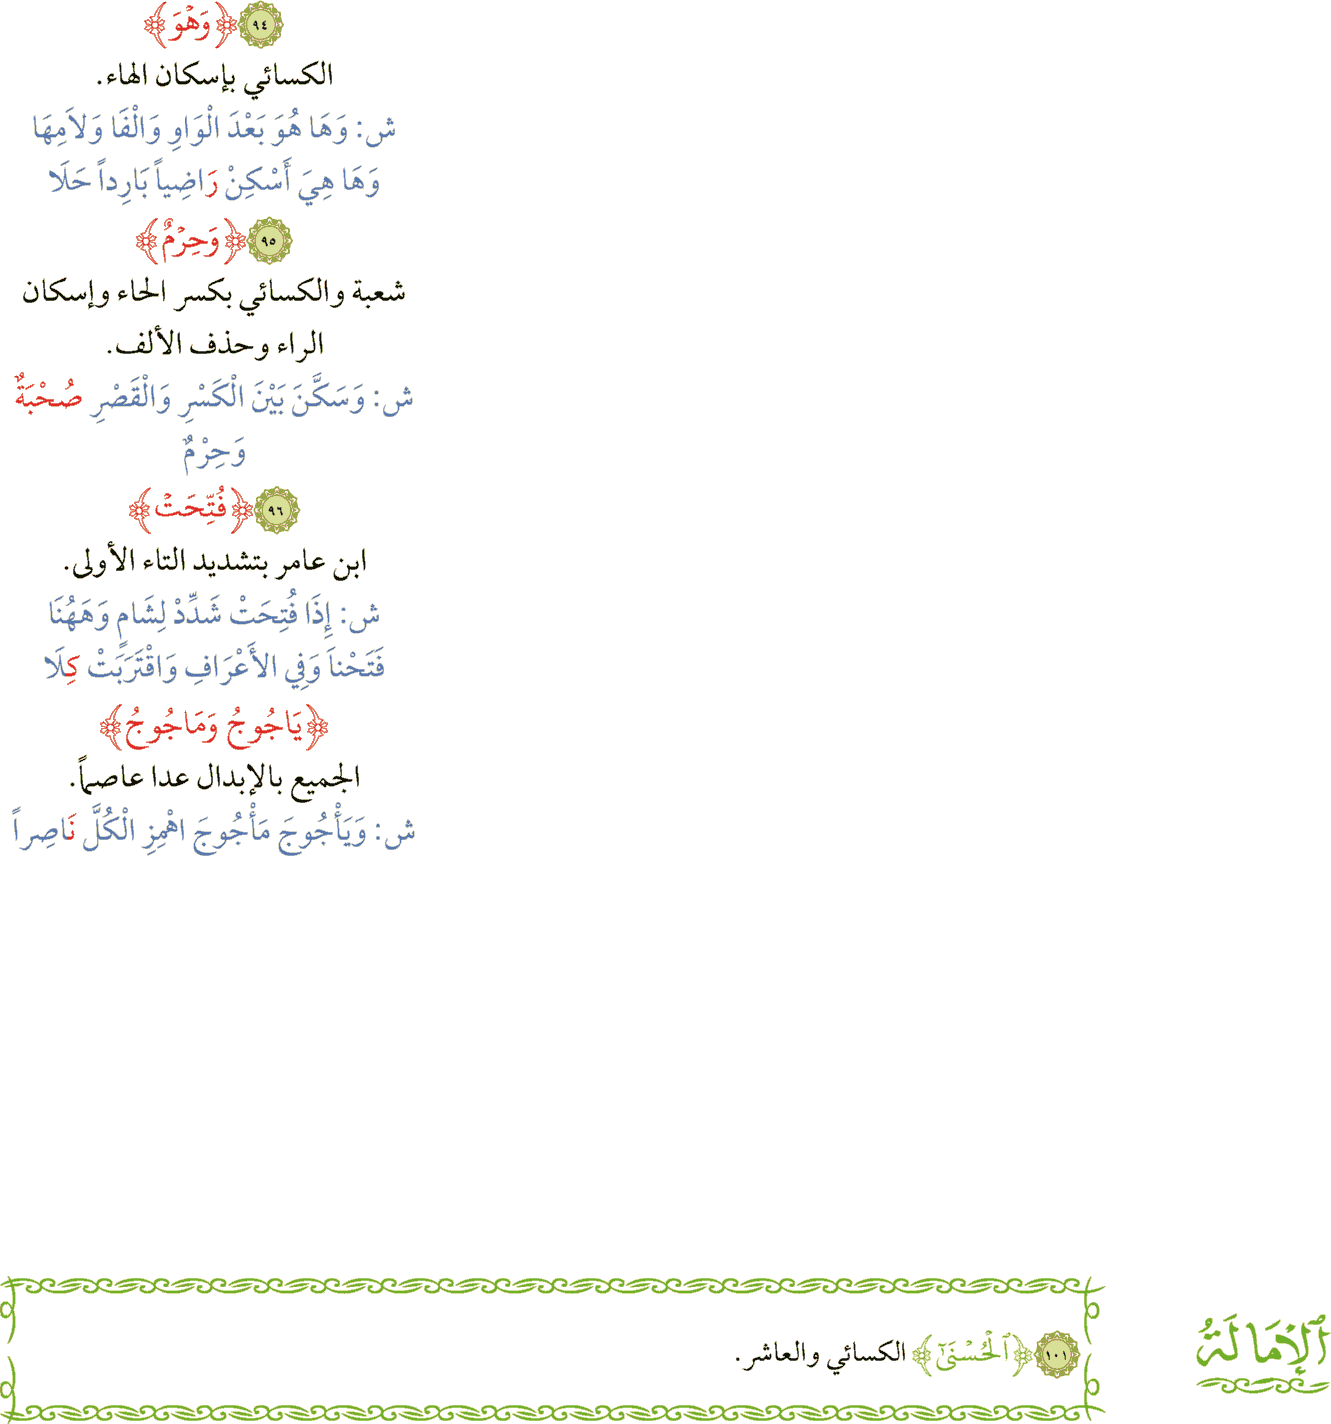 ٩٤ ﴿وَهْوَ﴾
الكسائي بإسكان الهاء.
ش: وَهَا هُوَ بَعْدَ الْوَاوِ وَالْفَا وَلاَمِهَا
وَهَا هِيَ أَسْكِنْ رَاضِياً بَارِداً حَلَا
٩٥ ﴿وَحِرْمٌ﴾
شعبة والكسائي بكسر الحاء وإسكان
الراء وحذف الألف.
ش: وَسَكَّنَ بَيْنَ الْكَسْرِ وَالْقَصْرِ صُحْبَةٌ
وَحِرْمٌ
٩٦ ﴿فُتِّحَتْ﴾
ابن عامر بتشديد التاء الأولى.
ش: إِذَا فُتِحَتْ شَدِّدْ لِشَامٍ وَهَهُنَا
فَتَحْناَ وَفِي الأَعْرَافِ وَاقْتَرَبَتْ كِلَا
﴿يَاجُوجُ وَمَاجُوجُ﴾
الجميع بالإبدال عدا عاصماً.
ش: وَيَأْجُوجَ مَأْجُوجَ اهْمِزِ الْكُلَّ نَاصِراً
ٱلْإِمَالَةُ
١٠١ ﴿ٱلْحُسْنَىٰٓ﴾ الكسائي والعاشر.